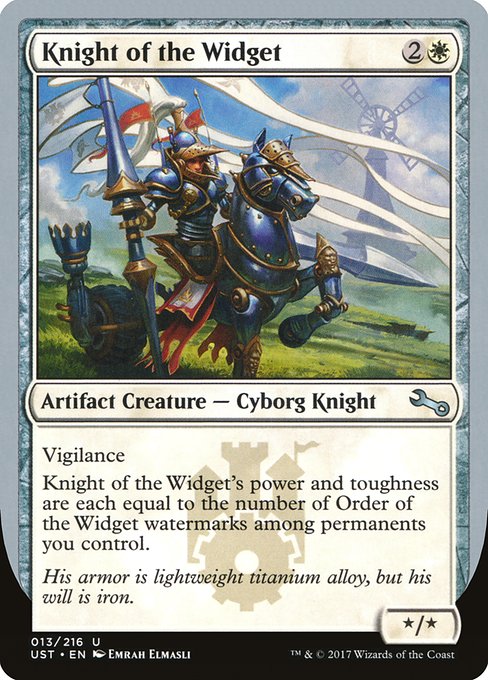 Knight of the Widget 2
Artifact Creature — Cyborg Knight
Vigilance
Knight of the Widget's power and toughness
are each equal to the number of Order of
the Widget watermarks among permanents
you control.
His armor is lightweight titanium alloy, but his
will is iron.
★/★
013/216 U
UST • EN Emrah Elmasli
™ & © 2017 Wizards of the Coast